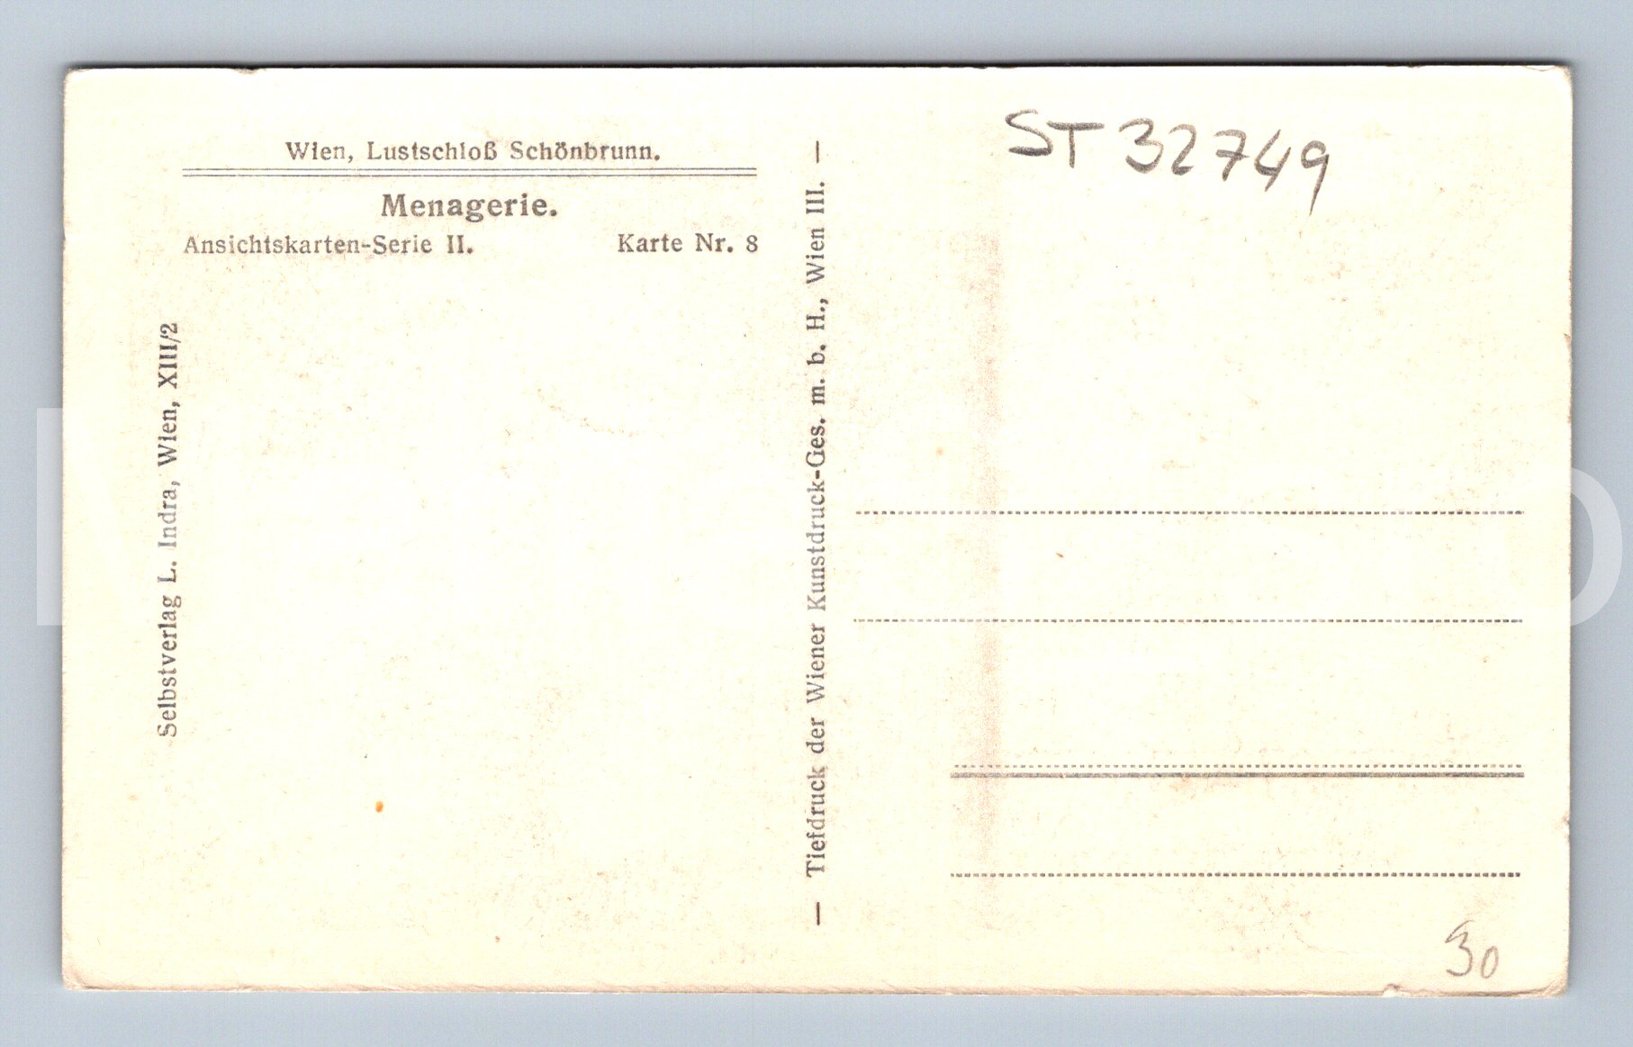 Wien, Lustschloß Schönbrunn.
Menagerie.
Ansichtskarten-Serie II. Karte Nr. 8
Selbstverlag L. Indra, Wien, XIII/2
— Tiefdruck der Wiener Kunstdruck-Ges. m. b. H., Wien III. —
ST 32749
30